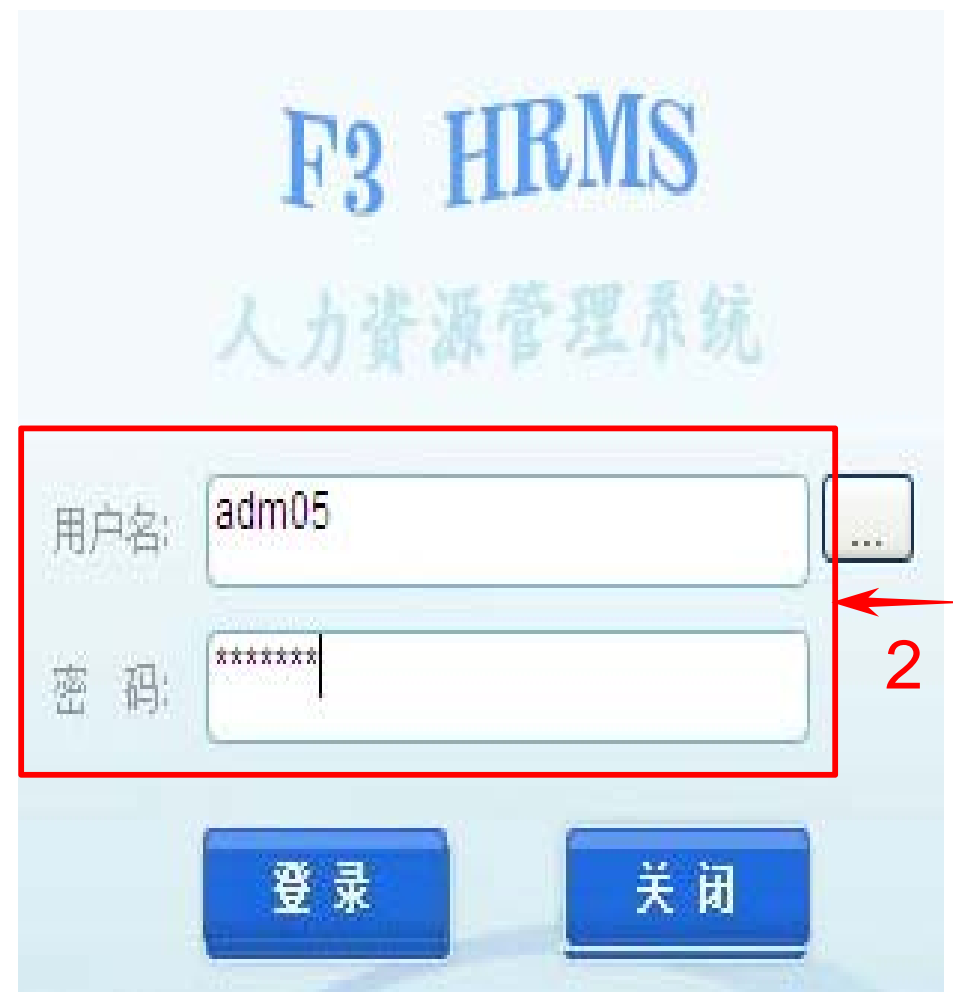 F3 HRMS
人力資源管理系统
用户名: adm05 ...
密 码: *******
2
登 录 关 闭